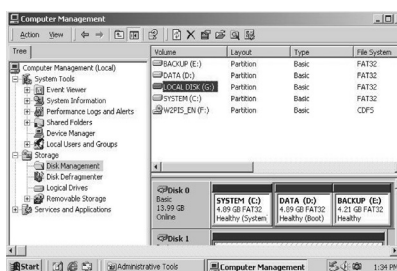 Computer Management
Action View
Tree
Computer Management (Local)
System Tools
Event Viewer
System Information
Performance Logs and Alerts
Shared Folders
Device Manager
Local Users and Groups
Storage
Disk Management
Disk Defragmenter
Logical Drives
Removable Storage
Services and Applications
Volume Layout Type File System
BACKUP (E:) Partition Basic FAT32
DATA (D:) Partition Basic FAT32
LOCAL DISK (G:) Partition Basic FAT32
SYSTEM (C:) Partition Basic FAT32
W2PIS_EN (F:) Partition Basic CDFS
Disk 0
Basic
13.99 GB
Online
SYSTEM (C:)
4.89 GB FAT32
Healthy (System
DATA (D:)
4.89 GB FAT32
Healthy (Boot)
BACKUP (E:)
4.21 GB FAT32
Healthy
Disk 1
Start Administrative Tools Computer Management 1:34 PM